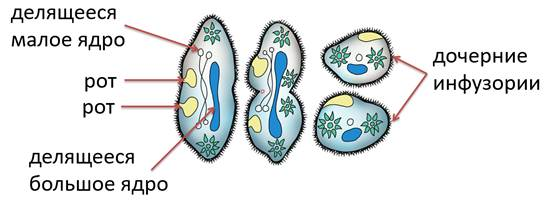 делящееся
малое ядро
рот
рот
делящееся
большое ядро
дочерние
инфузории